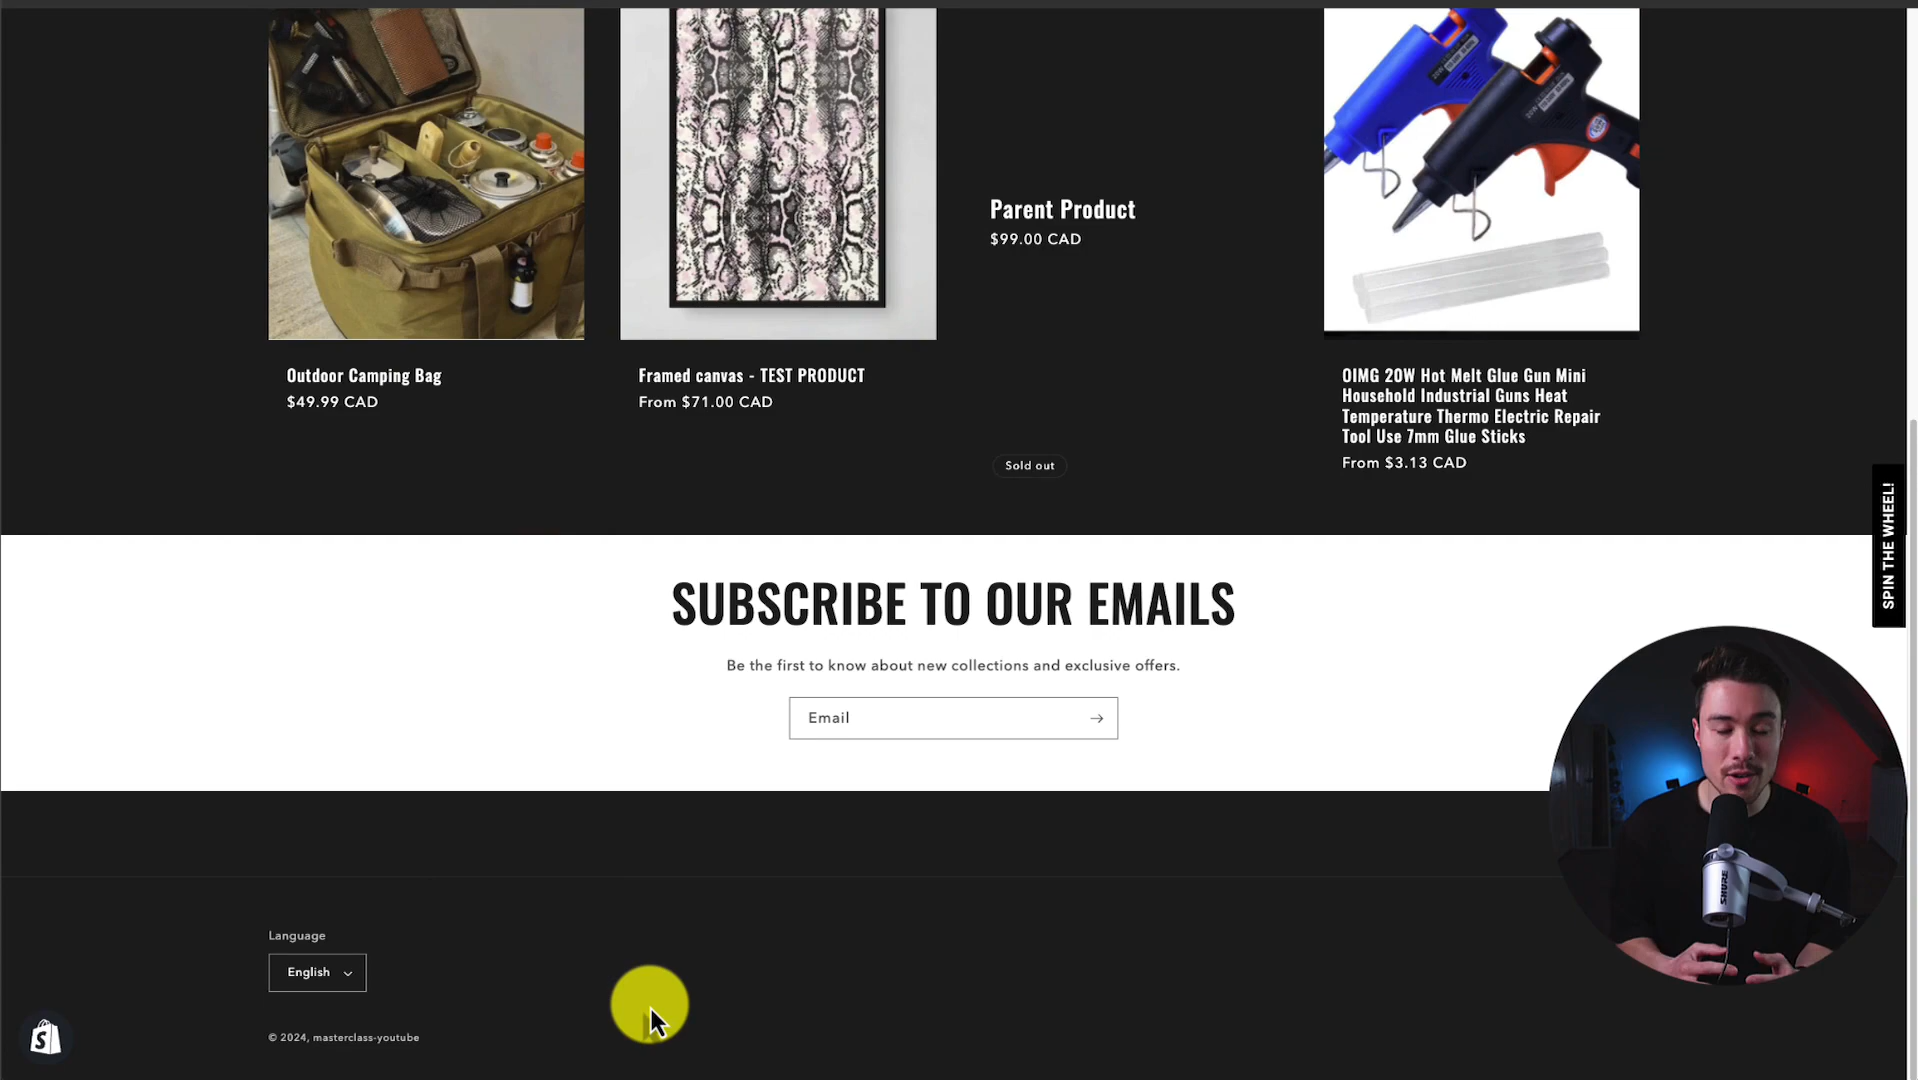 Parent Product
$99.00 CAD
Outdoor Camping Bag
$49.99 CAD
Framed canvas - TEST PRODUCT
From $71.00 CAD
OIMG 20W Hot Melt Glue Gun Mini
Household Industrial Guns Heat
Temperature Thermo Electric Repair
Tool Use 7mm Glue Sticks
From $3.13 CAD
Sold out
SPIN THE WHEEL!
SUBSCRIBE TO OUR EMAILS
Be the first to know about new collections and exclusive offers.
Email
SHURE
Language
English
© 2024, masterclass-youtube